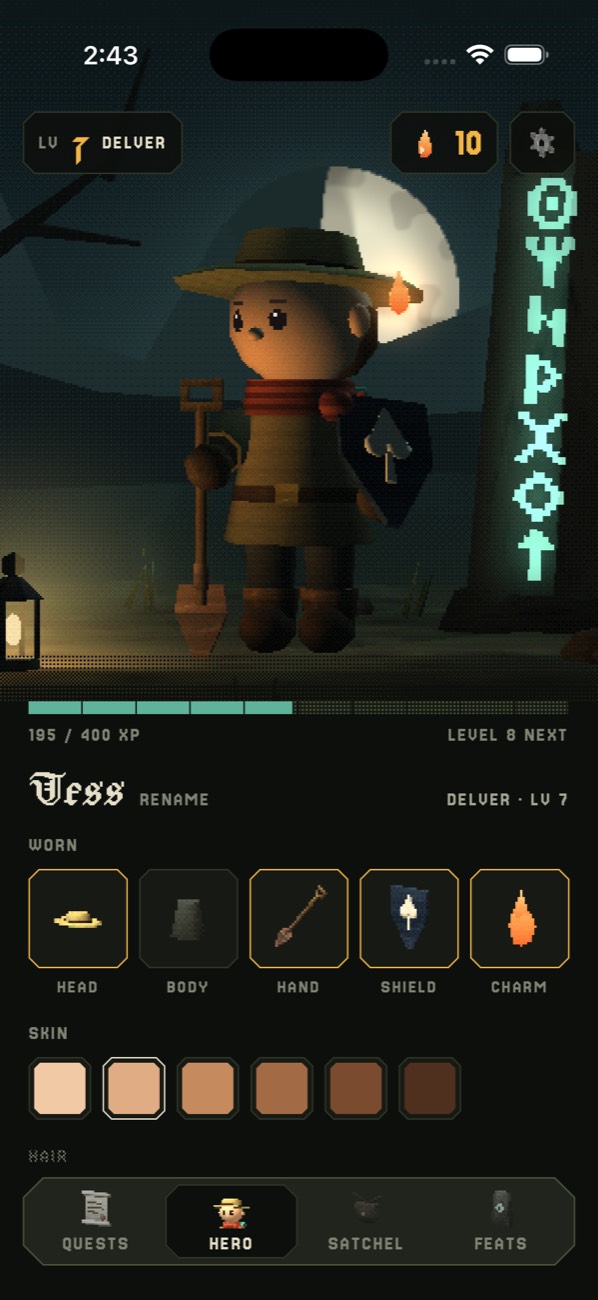 2:43
LV 7 DELVER
10
195 / 400 XP
LEVEL 8 NEXT
Tess RENAME
DELVER · LV 7
WORN
HEAD
BODY
HAND
SHIELD
CHARM
SKIN
HAIR
QUESTS
HERO
SATCHEL
FEATS